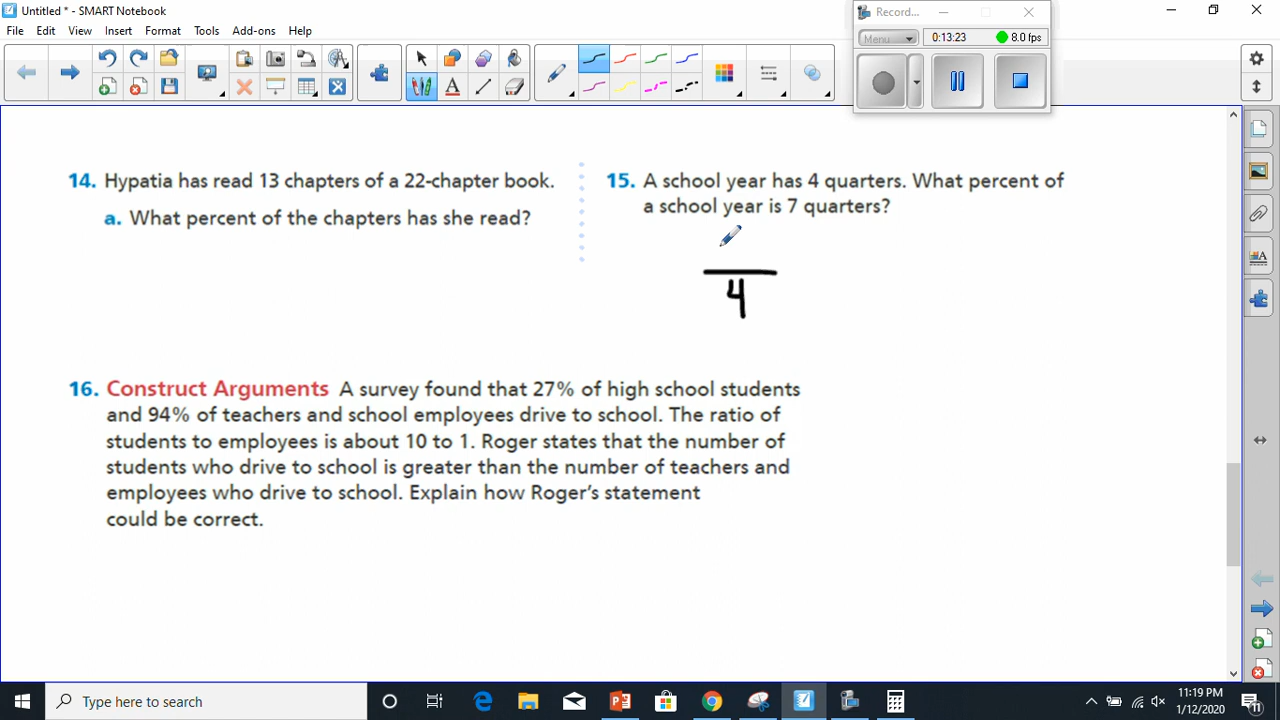 Untitled * - SMART Notebook
File Edit View Insert Format Tools Add-ons Help
Record...
Menu
0:13:23
8.0 fps
14. Hypatia has read 13 chapters of a 22-chapter book.
a. What percent of the chapters has she read?
15. A school year has 4 quarters. What percent of
a school year is 7 quarters?
4
16. Construct Arguments A survey found that 27% of high school students
and 94% of teachers and school employees drive to school. The ratio of
students to employees is about 10 to 1. Roger states that the number of
students who drive to school is greater than the number of teachers and
employees who drive to school. Explain how Roger's statement
could be correct.
Type here to search
11:19 PM
1/12/2020
11